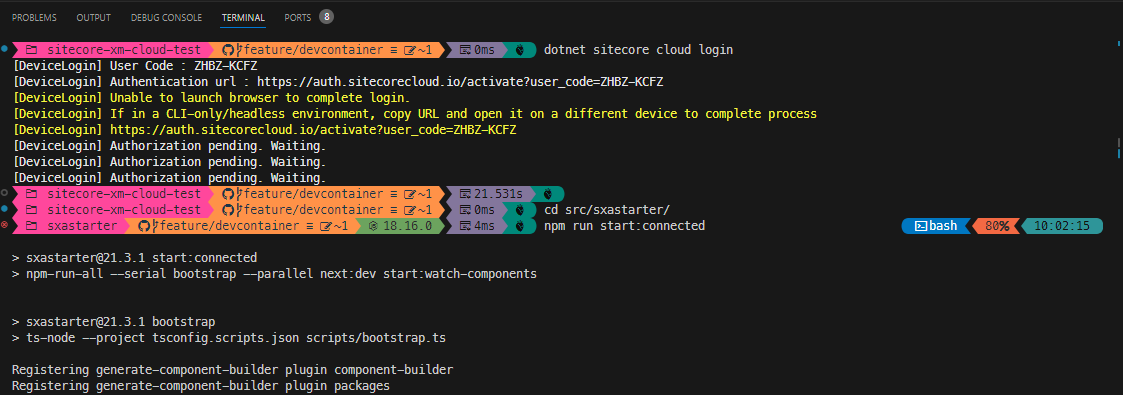 PROBLEMS OUTPUT DEBUG CONSOLE TERMINAL PORTS 8
sitecore-xm-cloud-test feature/devcontainer ≡ ~1 0ms dotnet sitecore cloud login
[DeviceLogin] User Code : ZHBZ-KCFZ
[DeviceLogin] Authentication url : https://auth.sitecorecloud.io/activate?user_code=ZHBZ-KCFZ
[DeviceLogin] Unable to launch browser to complete login.
[DeviceLogin] If in a CLI-only/headless environment, copy URL and open it on a different device to complete process
[DeviceLogin] https://auth.sitecorecloud.io/activate?user_code=ZHBZ-KCFZ
[DeviceLogin] Authorization pending. Waiting.
[DeviceLogin] Authorization pending. Waiting.
[DeviceLogin] Authorization pending. Waiting.
sitecore-xm-cloud-test feature/devcontainer ≡ ~1 21.531s
sitecore-xm-cloud-test feature/devcontainer ≡ ~1 0ms cd src/sxastarter/
sxastarter feature/devcontainer ≡ ~1 18.16.0 4ms npm run start:connected bash 80% 10:02:15
> sxastarter@21.3.1 start:connected
> npm-run-all --serial bootstrap --parallel next:dev start:watch-components
> sxastarter@21.3.1 bootstrap
> ts-node --project tsconfig.scripts.json scripts/bootstrap.ts
Registering generate-component-builder plugin component-builder
Registering generate-component-builder plugin packages